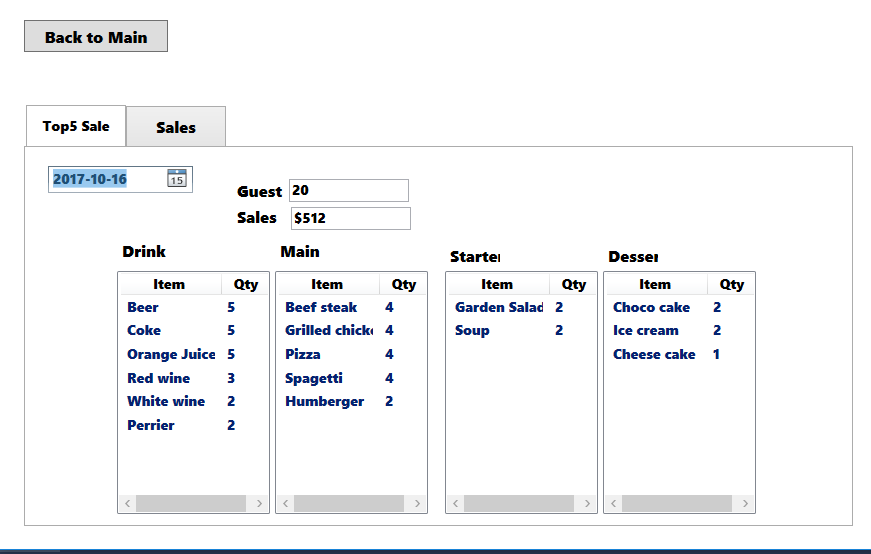 Back to Main
Top5 Sale Sales
2017-10-16 15
Guest 20
Sales $512
Drink Main Starter Desser
Item Qty Item Qty Item Qty Item Qty
Beer 5 Beef steak 4 Garden Salad 2 Choco cake 2
Coke 5 Grilled chick 4 Soup 2 Ice cream 2
Orange Juice 5 Pizza 4 Cheese cake 1
Red wine 3 Spagetti 4
White wine 2 Humberger 2
Perrier 2